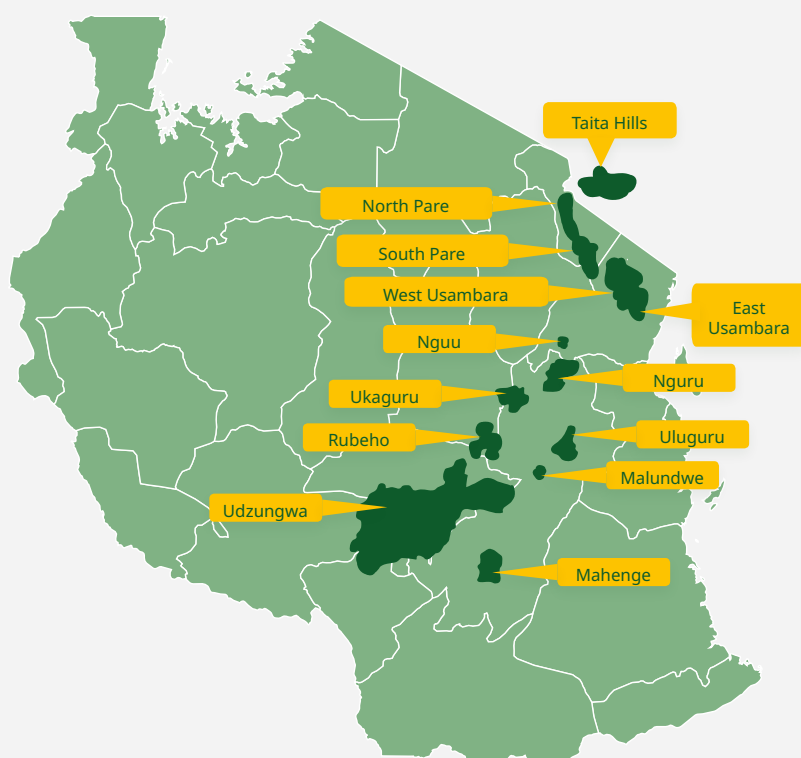 Taita Hills
North Pare
South Pare
West Usambara
East
Usambara
Nguu
Nguru
Ukaguru
Rubeho
Uluguru
Malundwe
Udzungwa
Mahenge